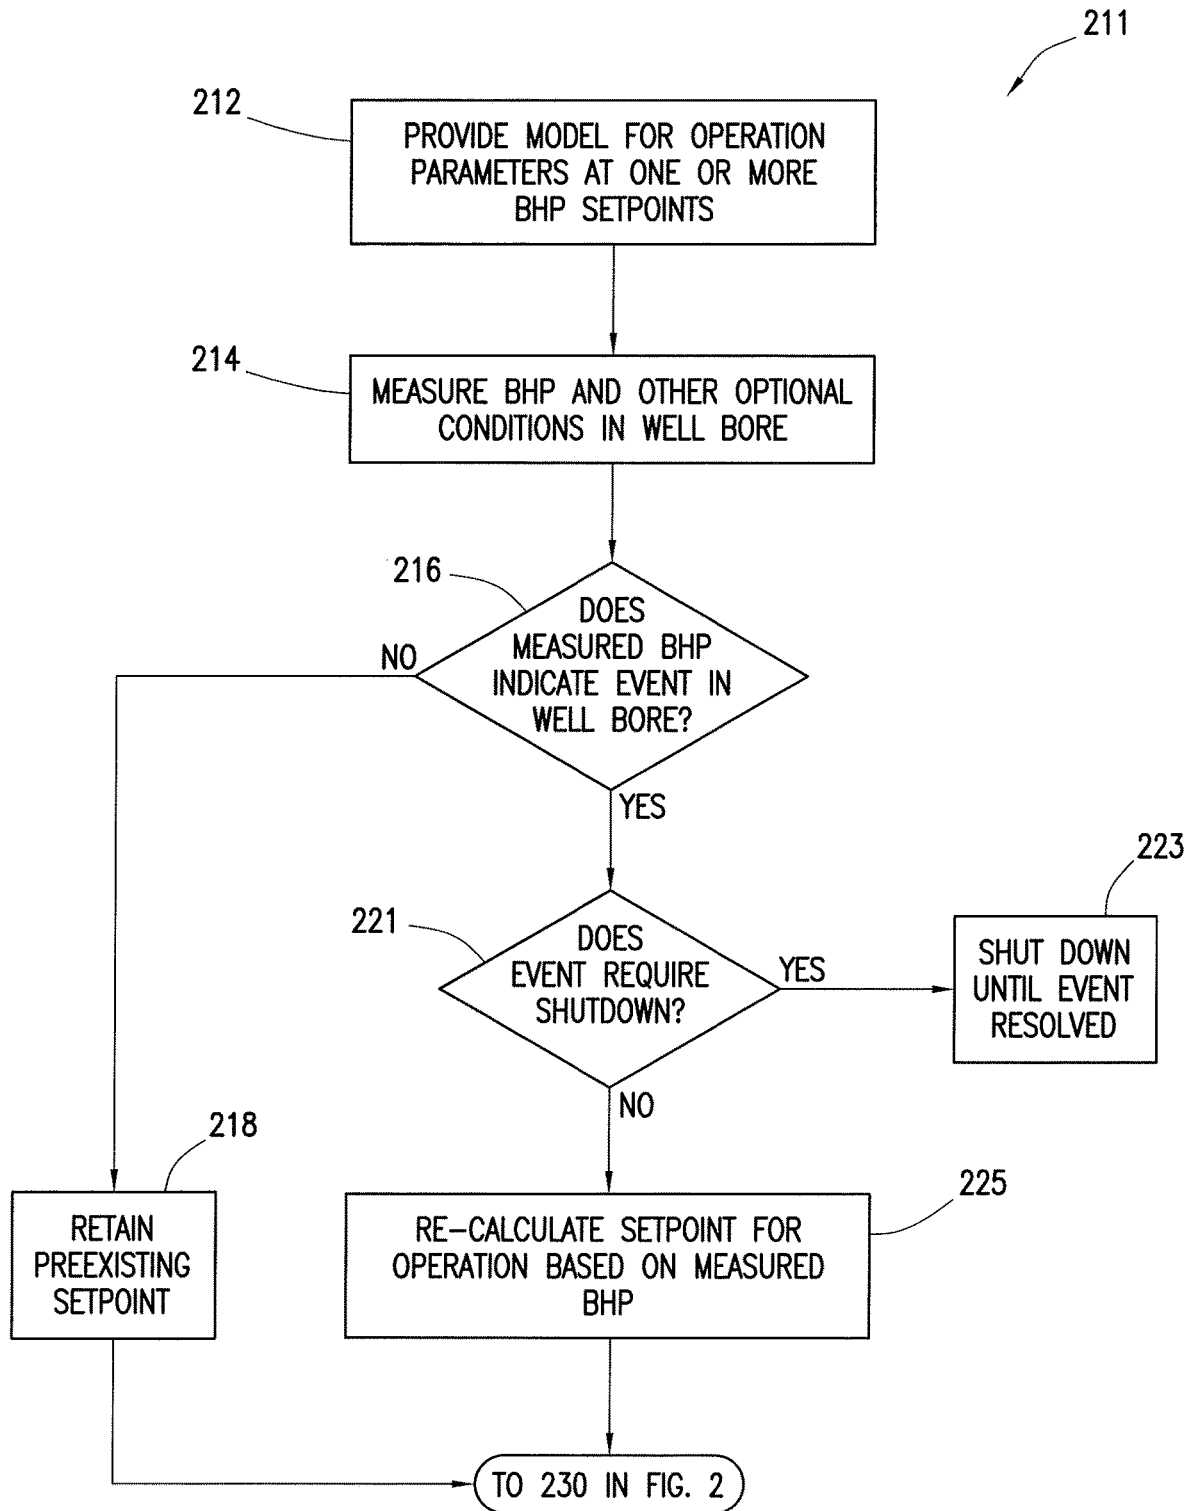 211
212
PROVIDE MODEL FOR OPERATION
PARAMETERS AT ONE OR MORE
BHP SETPOINTS
214
MEASURE BHP AND OTHER OPTIONAL
CONDITIONS IN WELL BORE
216
DOES
MEASURED BHP
INDICATE EVENT IN
WELL BORE?
NO
YES
221
DOES
EVENT REQUIRE
SHUTDOWN?
YES
223
SHUT DOWN
UNTIL EVENT
RESOLVED
NO
218
RETAIN
PREEXISTING
SETPOINT
225
RE-CALCULATE SETPOINT FOR
OPERATION BASED ON MEASURED
BHP
TO 230 IN FIG. 2